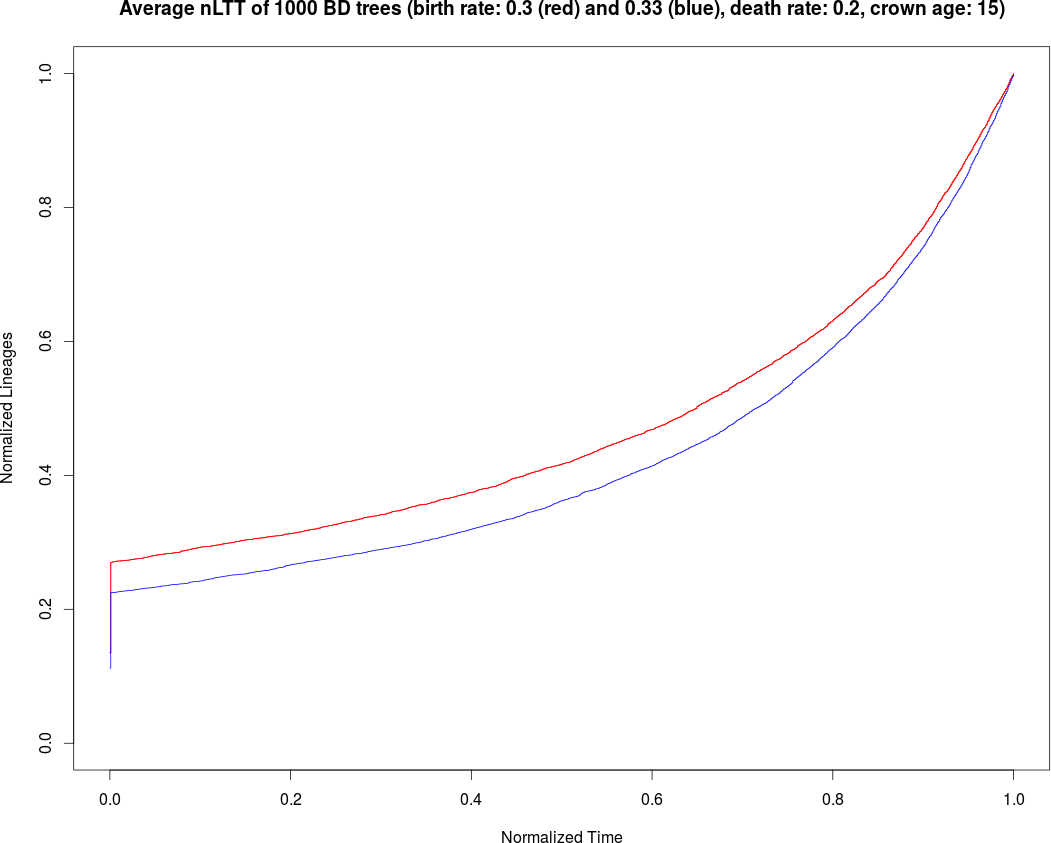 Average nLTT of 1000 BD trees (birth rate: 0.3 (red) and 0.33 (blue), death rate: 0.2, crown age: 15)
Normalized Lineages
1.0
0.8
0.6
0.4
0.2
0.0
0.0 0.2 0.4 0.6 0.8 1.0
Normalized Time